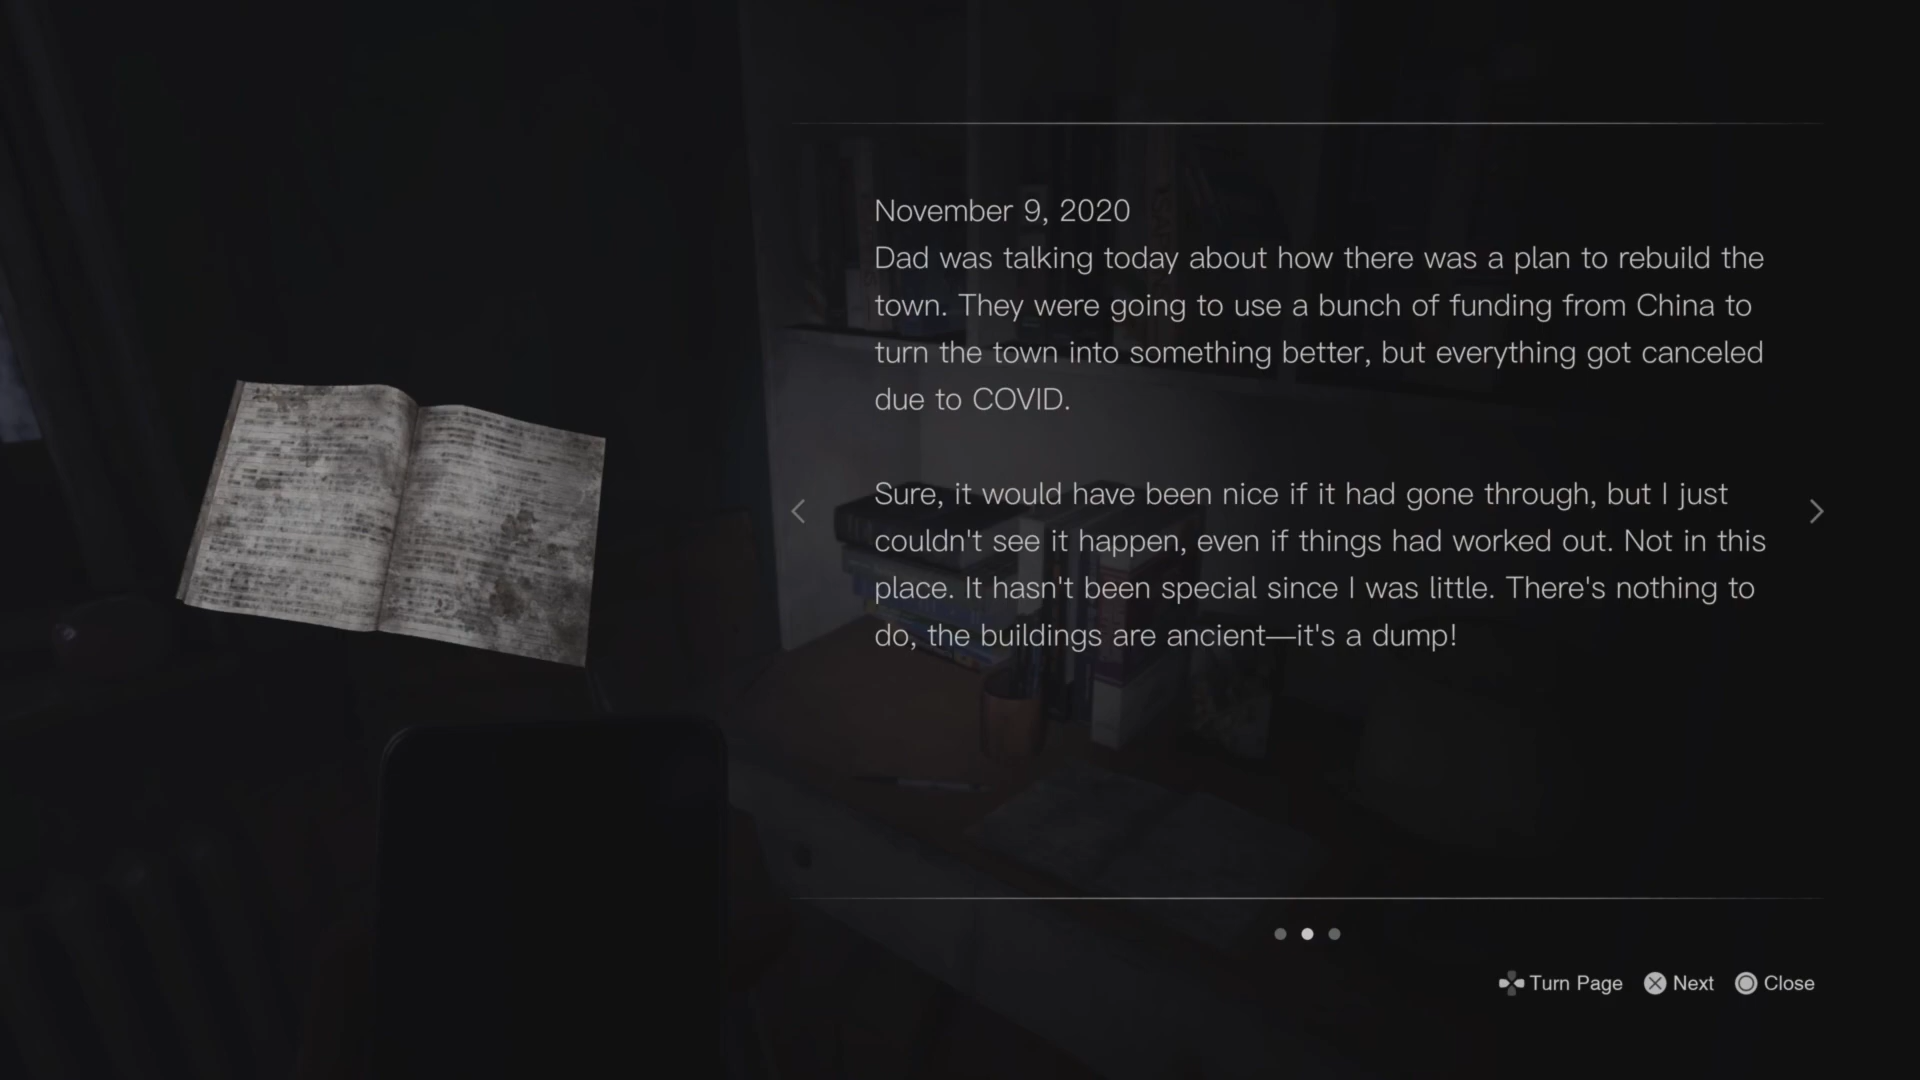 November 9, 2020
Dad was talking today about how there was a plan to rebuild the
town. They were going to use a bunch of funding from China to
turn the town into something better, but everything got canceled
due to COVID.
Sure, it would have been nice if it had gone through, but I just
couldn't see it happen, even if things had worked out. Not in this
place. It hasn't been special since I was little. There's nothing to
do, the buildings are ancient—it's a dump!
Turn Page Next Close